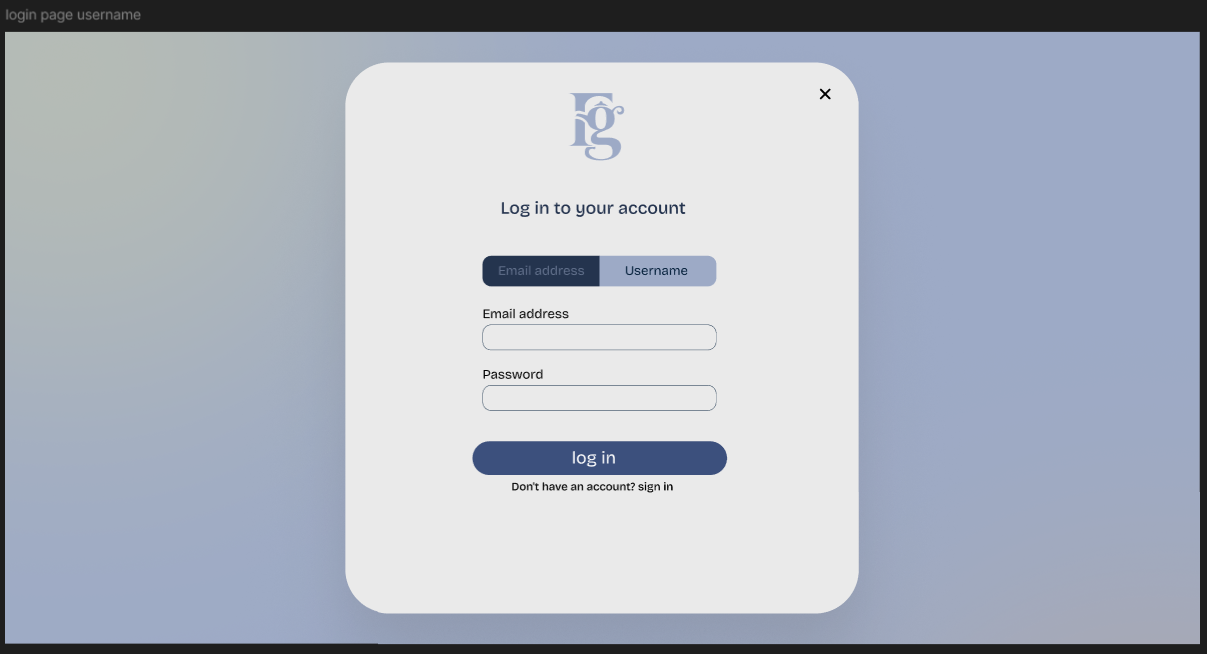 login page username
Fg
Log in to your account
Email address Username
Email address
Password
log in
Don't have an account? sign in